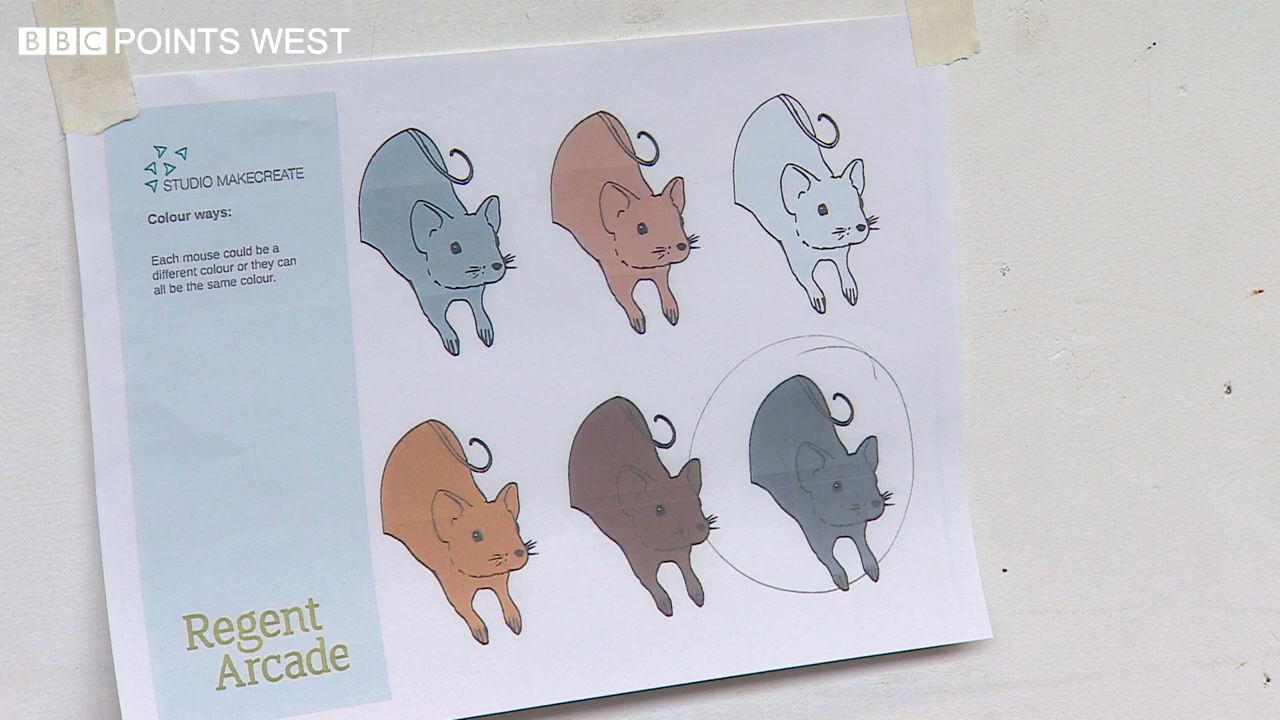 BBC POINTS WEST
STUDIO MAKECREATE
Colour ways:
Each mouse could be a
different colour or they can
all be the same colour.
Regent
Arcade